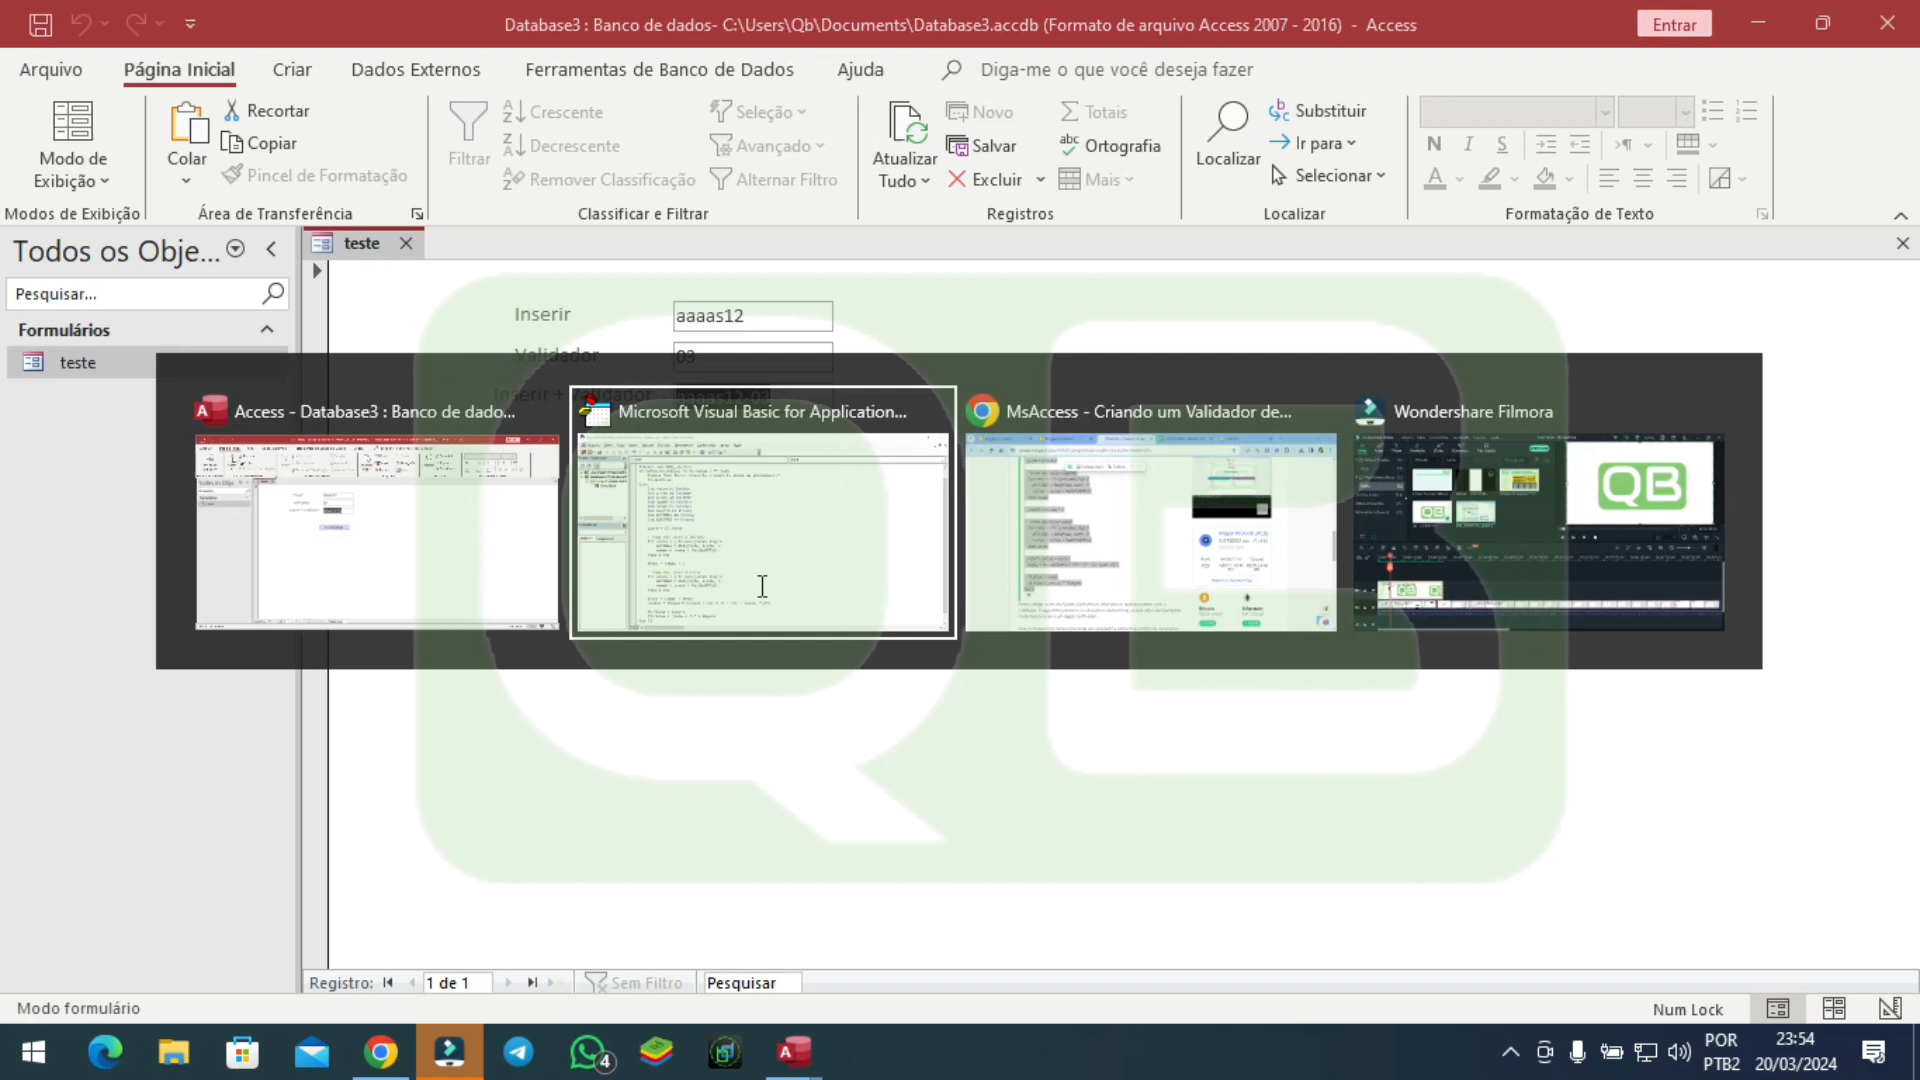 Database3 : Banco de dados- C:\Users\Qb\Documents\Database3.accdb (Formato de arquivo Access 2007 - 2016)  -  Access
Entrar
Arquivo
Página Inicial
Criar
Dados Externos
Ferramentas de Banco de Dados
Ajuda
Diga-me o que você deseja fazer
Modo de
Exibição
Modos de Exibição
Colar
Recortar
Copiar
Pincel de Formatação
Área de Transferência
Filtrar
Crescente
Decrescente
Remover Classificação
Seleção
Avançado
Alternar Filtro
Classificar e Filtrar
Atualizar
Tudo
Novo
Salvar
Excluir
Totais
Ortografia
Mais
Registros
Localizar
Substituir
Ir para
Selecionar
Localizar
N I S
Formatação de Texto
Todos os Obje...
Pesquisar...
Formulários
teste
teste
Inserir
aaaas12
Validador
03
Inserir + Validador
aaaas12-03
Access - Database3 : Banco de dado...
Microsoft Visual Basic for Application...
MsAccess - Criando um Validador de...
Wondershare Filmora
QB
Registro:
1 de 1
Sem Filtro
Pesquisar
Modo formulário
Num Lock
4
POR
PTB2
23:54
20/03/2024